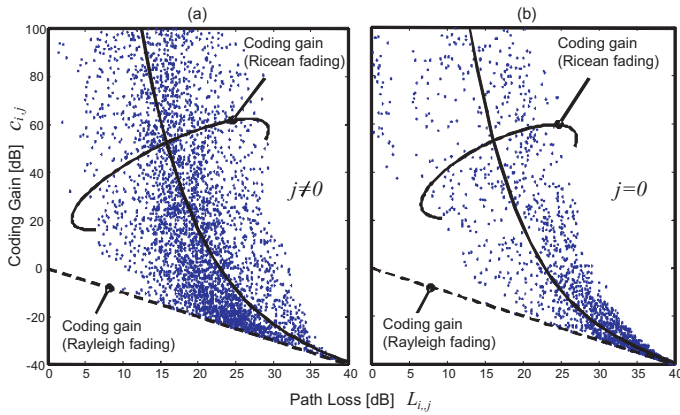 (a)
(b)
100
80
60
40
20
0
-20
-40
Coding Gain [dB] C i,j
Coding gain
(Ricean fading)
j≠0
Coding gain
(Rayleigh fading)
0 5 10 15 20 25 30 35 40
Coding gain
(Ricean fading)
j=0
Coding gain
(Rayleigh fading)
0 5 10 15 20 25 30 35 40
Path Loss [dB] L i,,j